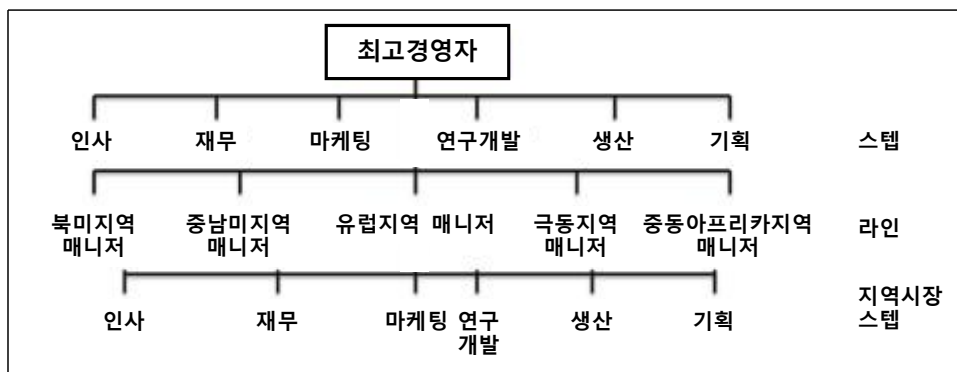 최고경영자
인사 재무 마케팅 연구개발 생산 기획 스텝
북미지역 중남미지역 유럽지역 매니저 극동지역 중동아프리카지역 라인
매니저 매니저 매니저 매니저
지역시장
인사 재무 마케팅 연구 생산 기획 스텝
개발